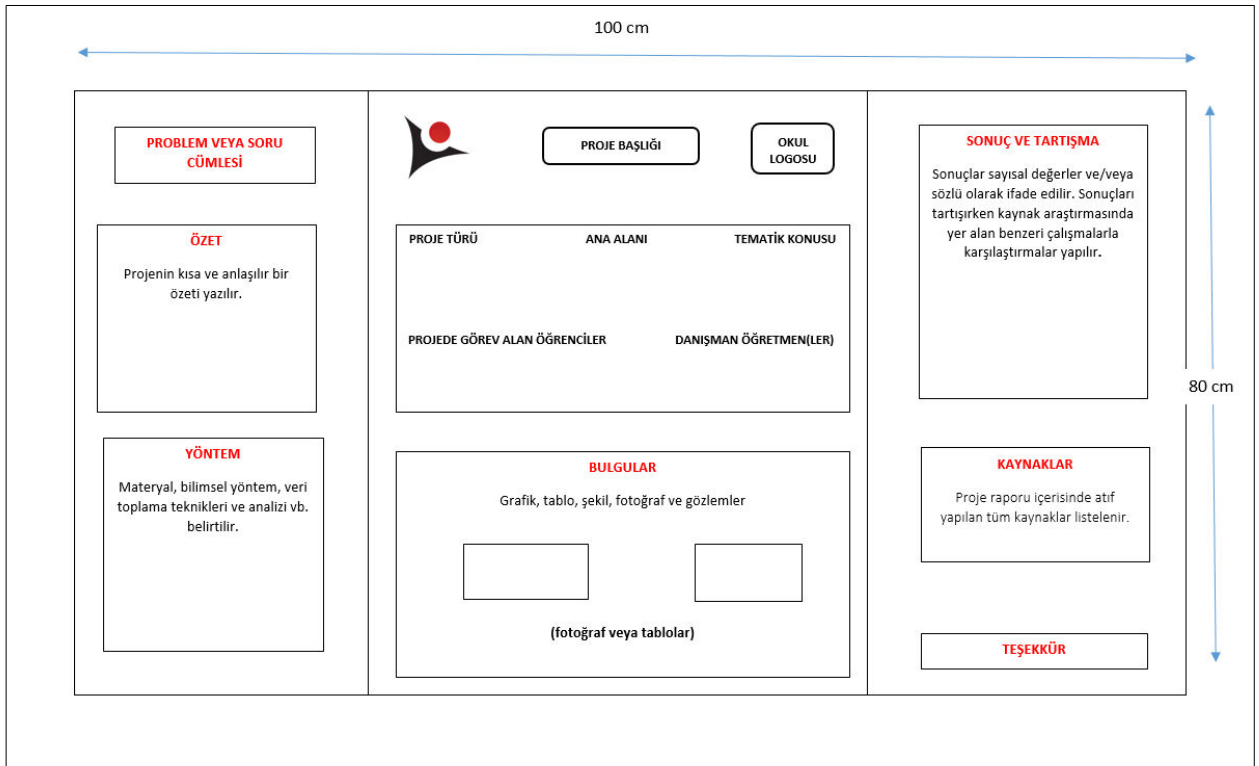 100 cm
PROBLEM VEYA SORU
CÜMLESİ
ÖZET
Projenin kısa ve anlaşılır bir
özeti yazılır.
YÖNTEM
Materyal, bilimsel yöntem, veri
toplama teknikleri ve analizi vb.
belirtilir.
PROJE BAŞLIĞI
OKUL
LOGOSU
PROJE TÜRÜ ANA ALANI TEMATİK KONUSU
PROJEDE GÖREV ALAN ÖĞRENCİLER DANIŞMAN ÖĞRETMEN(LER)
BULGULAR
Grafik, tablo, şekil, fotoğraf ve gözlemler
(fotoğraf veya tablolar)
SONUÇ VE TARTIŞMA
Sonuçlar sayısal değerler ve/veya
sözlü olarak ifade edilir. Sonuçları
tartışırken kaynak araştırmasında
yer alan benzeri çalışmalarla
karşılaştırmalar yapılır.
KAYNAKLAR
Proje raporu içerisinde atıf
yapılan tüm kaynaklar listelenir.
TEŞEKKÜR
80 cm